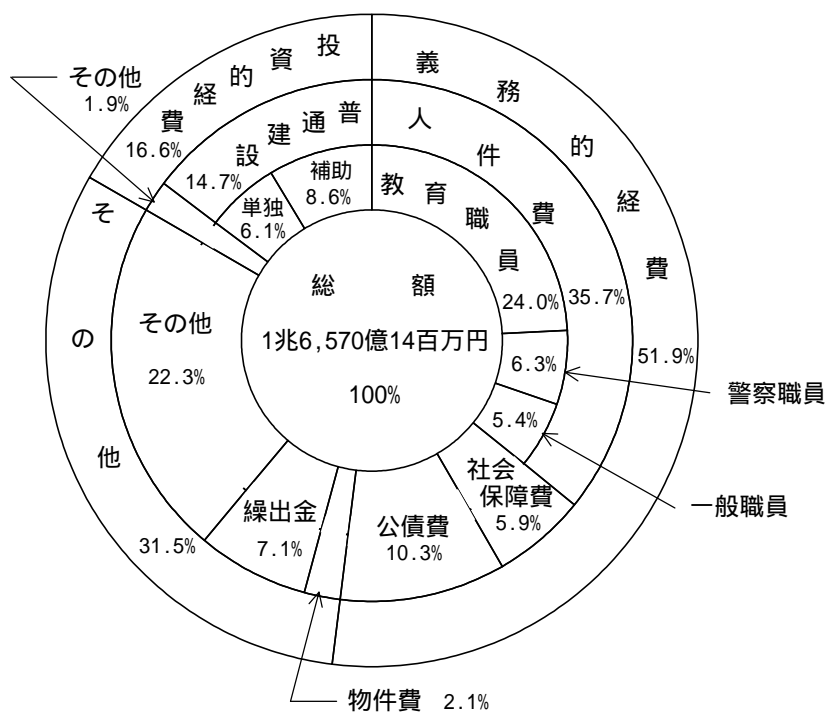 総額
1兆6,570億14百万円
100%
義務的経費
51.9%
人件費
35.7%
教育職員
24.0%
6.3%
警察職員
5.4%
一般職員
社会
保障費
5.9%
公債費
10.3%
物件費 2.1%
繰出金
7.1%
その他
31.5%
その他
22.3%
その他
1.9%
投資的経費
16.6%
普通建設
14.7%
単独
6.1%
補助
8.6%